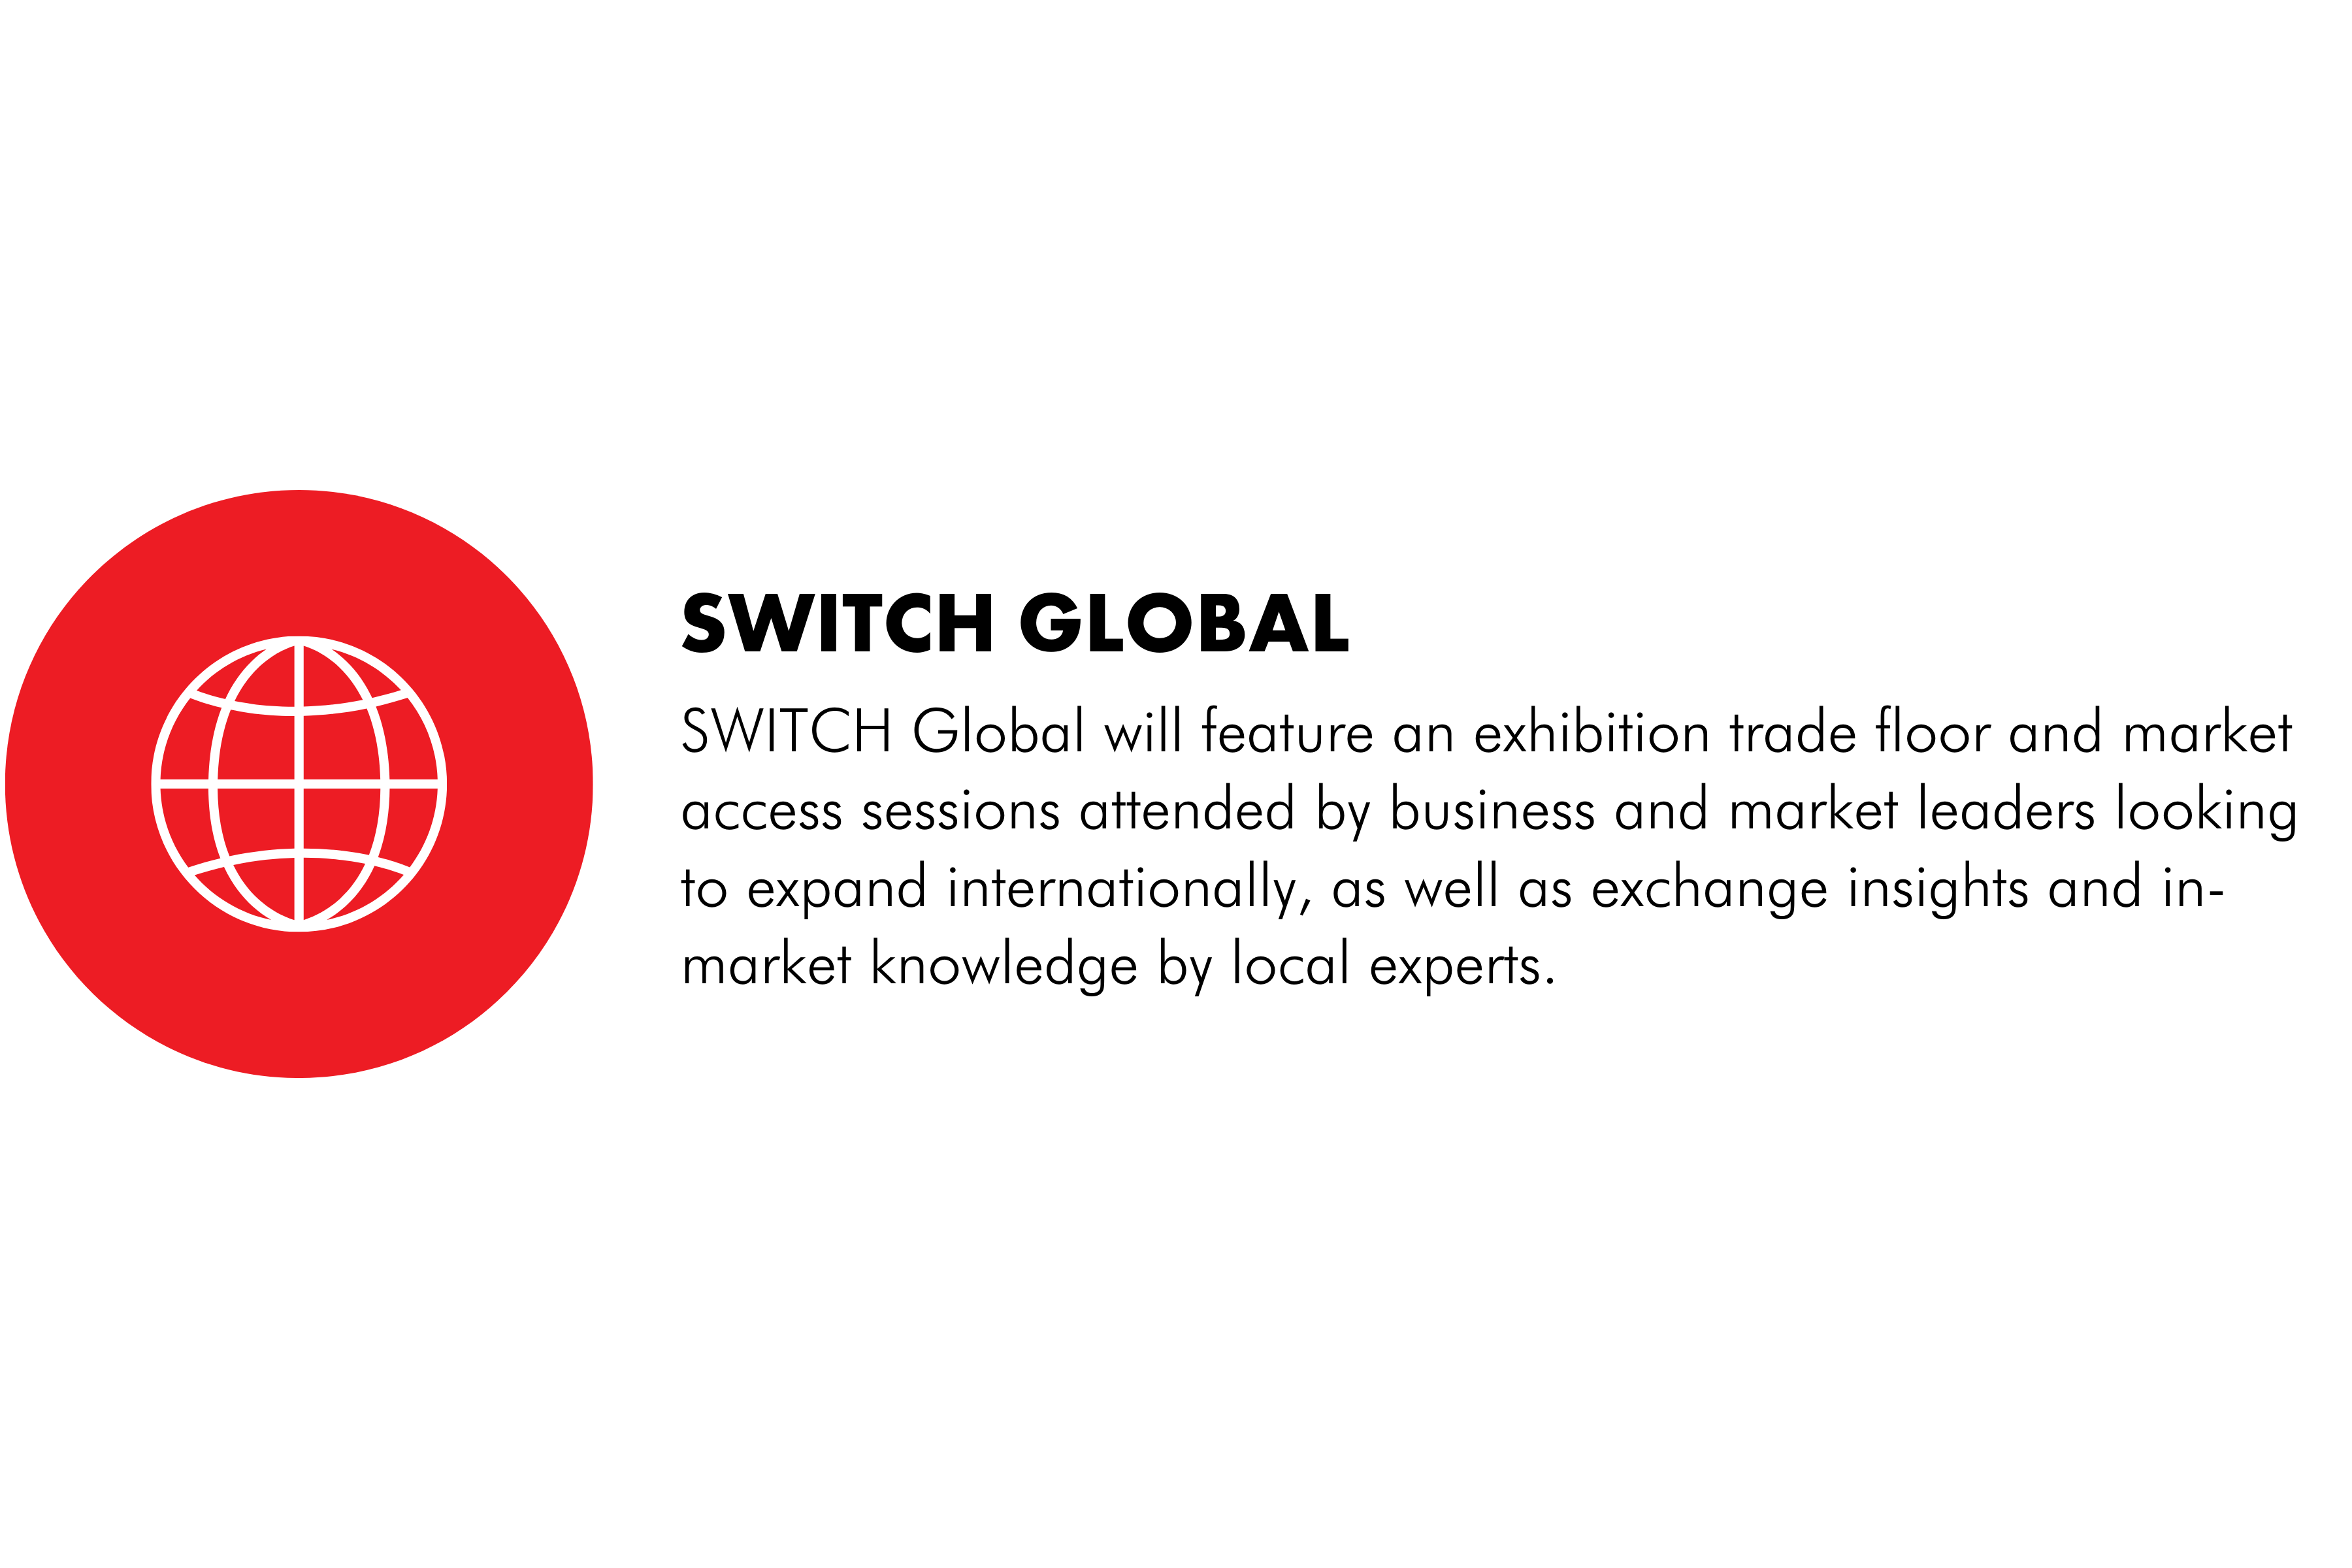 SWITCH GLOBAL
SWITCH Global will feature an exhibition trade floor and market
access sessions attended by business and market leaders looking
to expand internationally, as well as exchange insights and in-
market knowledge by local experts.